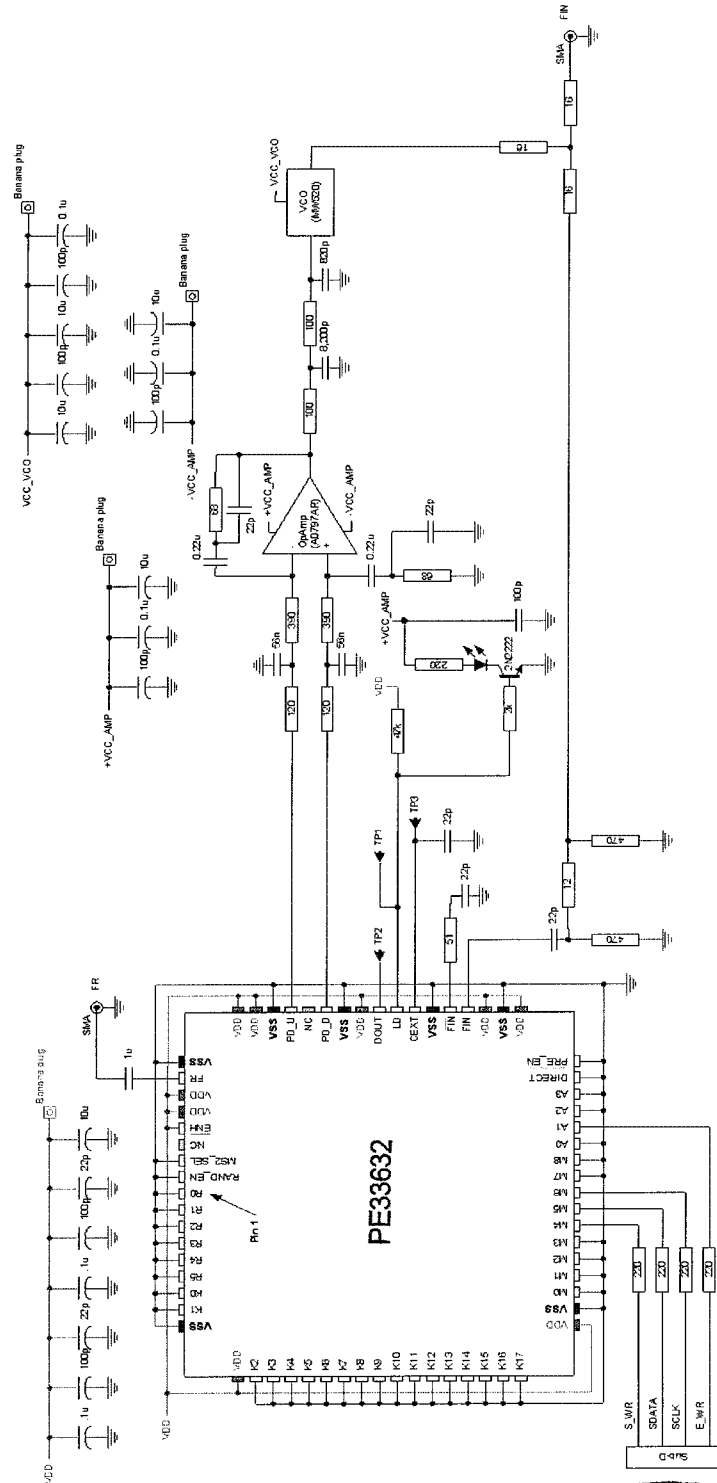 FIN
SMA
16
16
16
VCC_VCO
VCO
(MW520)
820p
100
8,200p
100
Banana plug
0.1u
100p
10u
100p
10u
VCC_VCO
Banana plug
10u
0.1u
100p
-VCC_AMP
Banana plug
10u
0.1u
100p
+VCC_AMP
68
22p
0.22u
+VCC_AMP
OpAmp
(AD797AR)
-
+
-VCC_AMP
0.22u
22p
68
390
390
56n
56n
120
120
+VCC_AMP
220
100p
2N2222
2k
VDD
47k
TP1
TP2
TP3
22p
22p
51
22p
12
470
470
FR
SMA
1u
Banana plug
10u
22p
100p
.1u
22p
100p
.1u
VDD
VDD
VDD
VDD
VSS
PD_U
NC
PD_D
VSS
VDD
DOUT
LD
CEXT
VSS
FIN
FIN
VDD
VSS
VDD
VSS
FR
VDD
VDD
ENH
NC
MS2_SEL
RAND_EN
R0
R1
R2
R3
R4
R5
K0
K1
VSS
Pin 1
PE33632
PRE_EN
DIRECT
A3
A2
A1
A0
M8
M7
M6
M5
M4
M3
M2
M1
M0
VSS
VDD
VDD
K2
K3
K4
K5
K6
K7
K8
K9
K10
K11
K12
K13
K14
K15
K16
K17
220
220
220
220
S_WR
SDATA
SCLK
E_WR
Sub-D